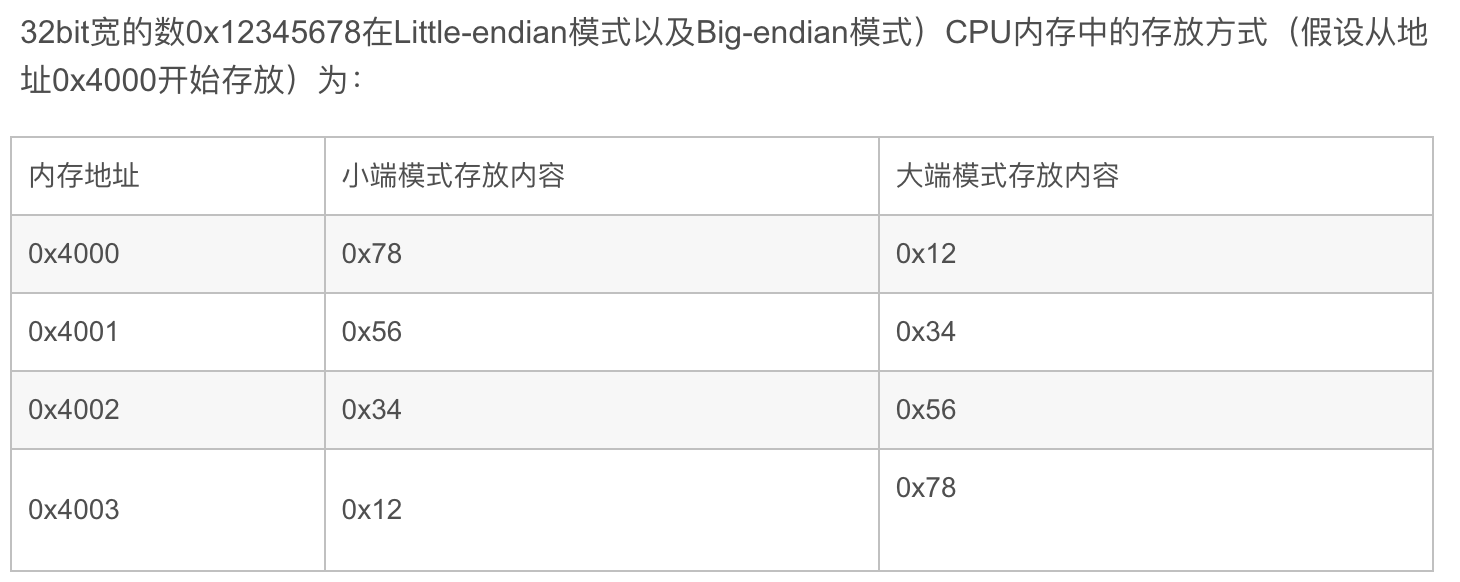 32bit宽的数0x12345678在Little-endian模式以及Big-endian模式）CPU内存中的存放方式（假设从地
址0x4000开始存放）为：
内存地址 小端模式存放内容 大端模式存放内容
0x4000 0x78 0x12
0x4001 0x56 0x34
0x4002 0x34 0x56
0x4003 0x12 0x78